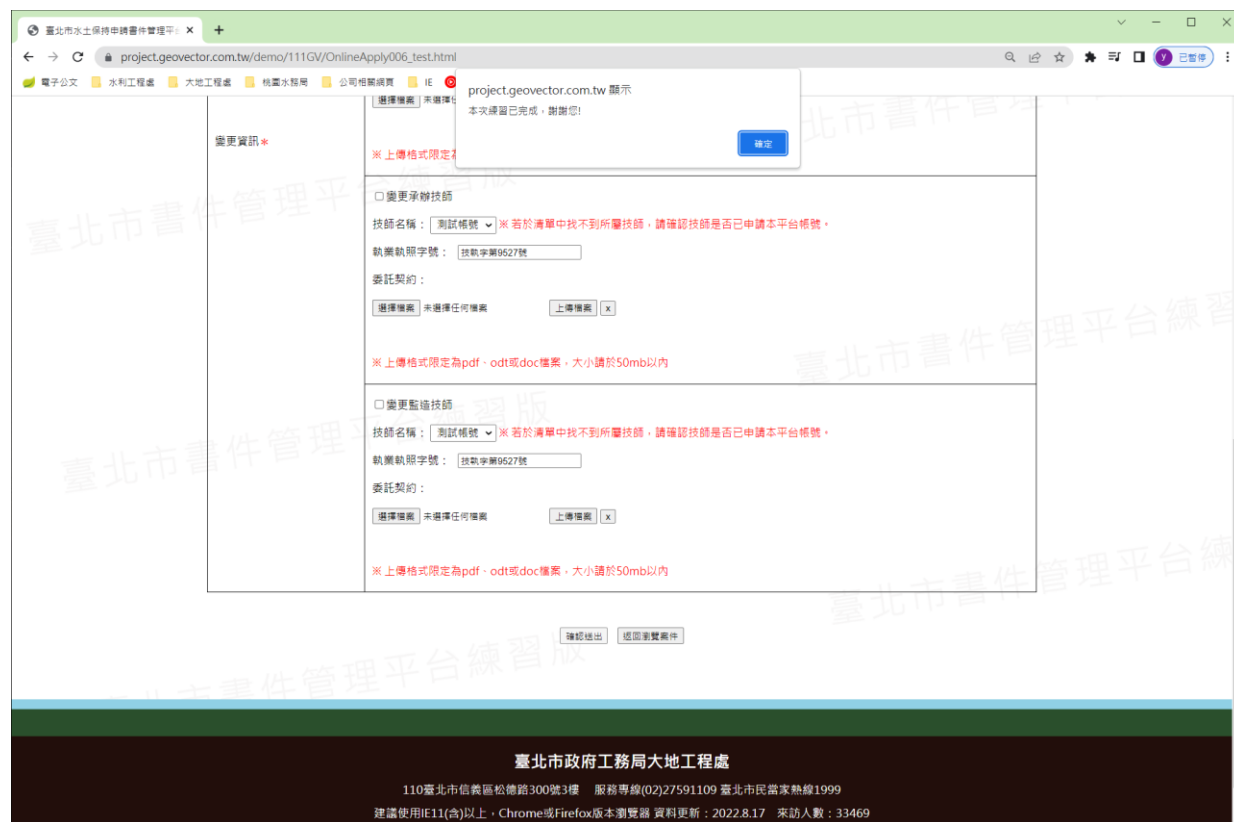 臺北市水土保持申請書件管理平
project.geovector.com.tw/demo/111GV/OnlineApply006_test.html
已暫停
電子公文 水利工程處 大地工程處 桃園水務局 公司相關網頁 IE
project.geovector.com.tw 顯示
本次練習已完成，謝謝您!
確定
選擇檔案 未選擇任
變更資訊*
※ 上傳格式限定為
□變更承辦技師
技師名稱： 測試帳號 ※ 若於清單中找不到所屬技師，請確認技師是否已申請本平台帳號。
執業執照字號： 技執字第9527號
委託契約：
選擇檔案 未選擇任何檔案 上傳檔案 x
※ 上傳格式限定為pdf、odt或doc檔案，大小請於50mb以內
□變更監造技師
技師名稱： 測試帳號 ※ 若於清單中找不到所屬技師，請確認技師是否已申請本平台帳號。
執業執照字號： 技執字第9527號
委託契約：
選擇檔案 未選擇任何檔案 上傳檔案 x
※ 上傳格式限定為pdf、odt或doc檔案，大小請於50mb以內
確認送出 返回瀏覽案件
臺北市書件管理平台練習版
臺北市政府工務局大地工程處
110臺北市信義區松德路300號3樓 服務專線(02)27591109 臺北市民當家熱線1999
建議使用IE11(含)以上，Chrome或Firefox版本瀏覽器 資料更新：2022.8.17 來訪人數：33469